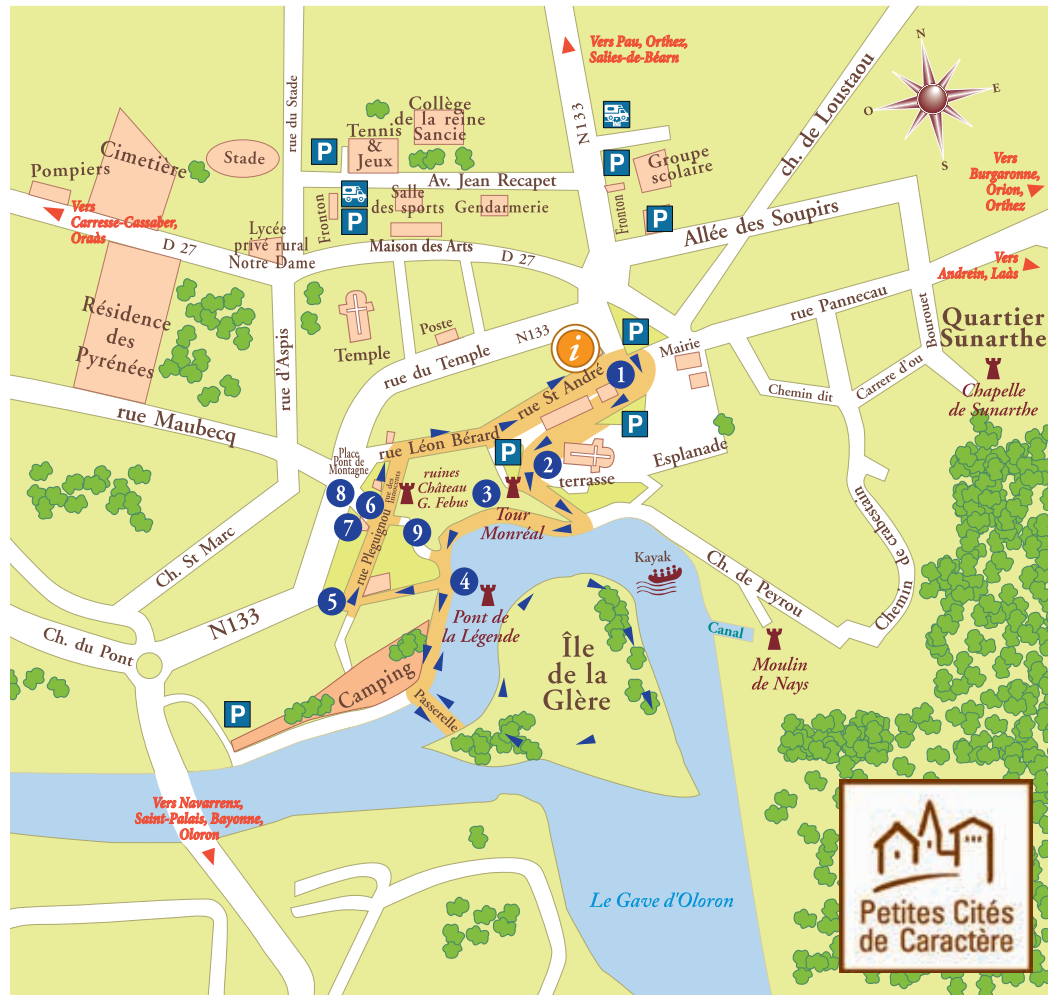 Vers Pau, Orthez,
Salies-de-Béarn
N
E
S
O
rue du Stade
Collège
de la reine
Sancie
Tennis
&
Jeux
P
N133
ch. de Loustaou
Cimetière
Stade
Pompiers
P
Groupe
scolaire
Vers
Burgaronne,
Orion,
Orthez
Av. Jean Recapet
Vers
Carresse-Cassaber,
Oraàs
Fronton
P
Salle
des sports
Gendarmerie
Fronton
P
Allée des Soupirs
D 27
Lycée
privé rural
Notre Dame
Maison des Arts
D 27
Vers
Andrein, Laàs
Résidence
des
Pyrénées
rue Pannecau
Bourouet
Quartier
Sunarthe
Temple
Poste
N133
i
P
Mairie
rue du Temple
rue d'Aspis
rue St André
1
Chemin dit
Carrere d'ou
Chapelle
de Sunarthe
rue Maubecq
P
rue Léon Bérard
P
Esplanade
Place
Pont de
Montagne
2
terrasse
ruines
Château
G. Febus
rue des Innocents
8
6
3
7
9
Tour
Monréal
rue Pleguignou
Ch. St Marc
Kayak
Ch. de Peyrou
Chemin de crabestain
4
5
Pont de
la Légende
N133
Ch. du Pont
Canal
Moulin
de Nays
Île
de la
Glère
Camping
Passerelle
P
Vers Navarrenx,
Saint-Palais, Bayonne,
Oloron
Le Gave d'Oloron
Petites Cités
de Caractère